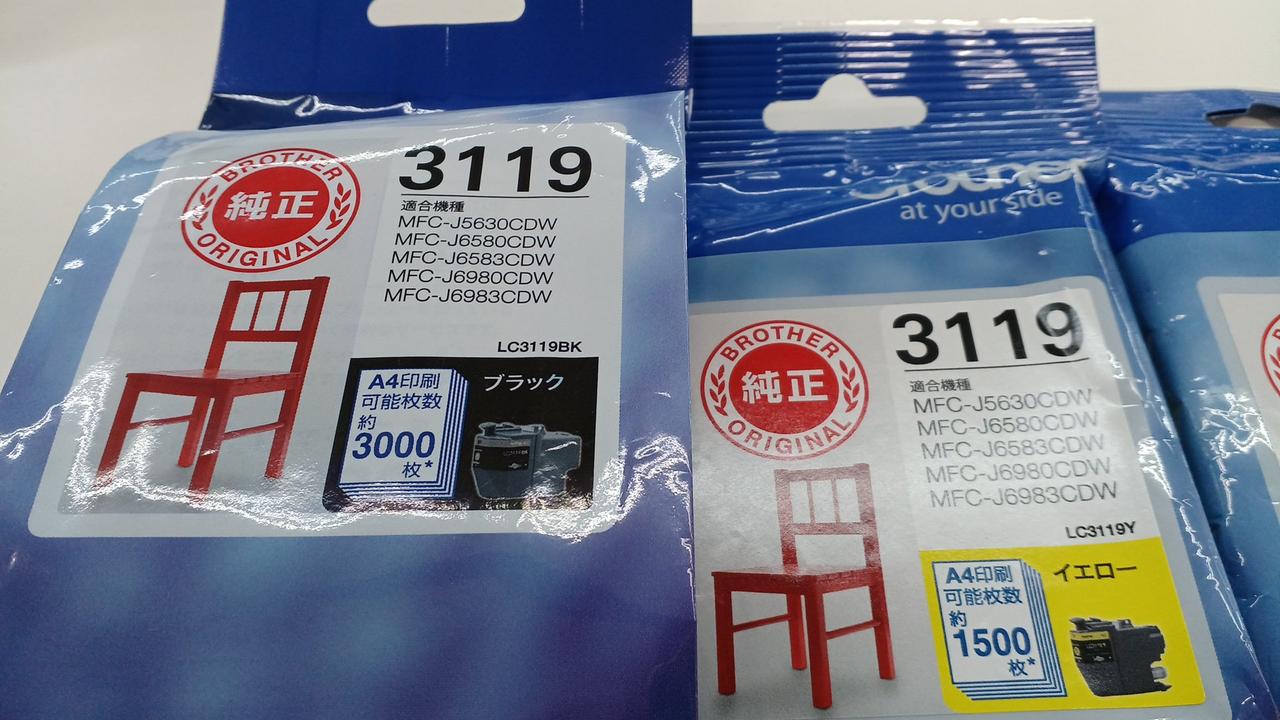 BROTHER
純正
ORIGINAL
3119
適合機種
MFC-J5630CDW
MFC-J6580CDW
MFC-J6583CDW
MFC-J6980CDW
MFC-J6983CDW
LC3119BK
A4印刷
可能枚数
約
3000
枚*
ブラック
brother
at your side
BROTHER
純正
ORIGINAL
3119
適合機種
MFC-J5630CDW
MFC-J6580CDW
MFC-J6583CDW
MFC-J6980CDW
MFC-J6983CDW
LC3119Y
A4印刷
可能枚数
約
1500
枚*
イエロー